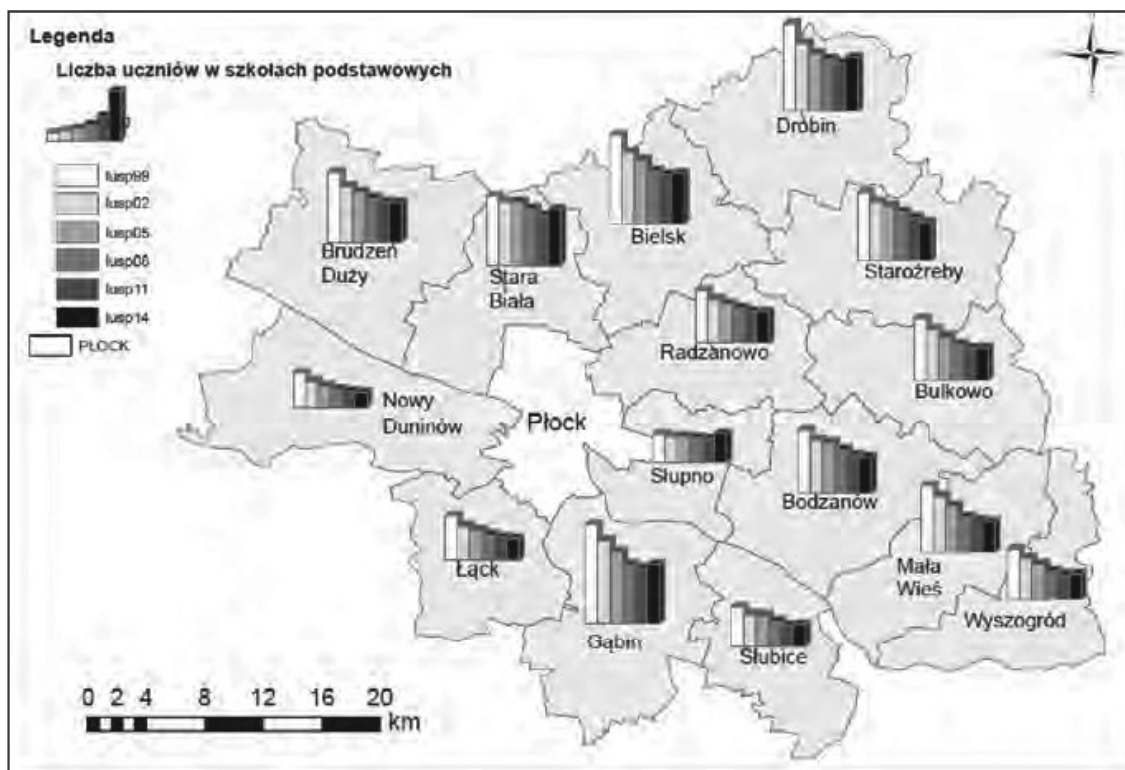 Legenda
Liczba uczniów w szkołach podstawowych
lusp99
lusp02
lusp05
lusp08
lusp11
lusp14
PŁOCK
Drobin
Bielsk
Brudzeń
Duży
Stara
Biała
Staroźreby
Radzanowo
Bulkowo
Nowy
Duninów
Płock
Słupno
Bodzanów
Łąck
Mała
Wieś
Wyszogród
Gąbin
Słubice
0 2 4 8 12 16 20
km